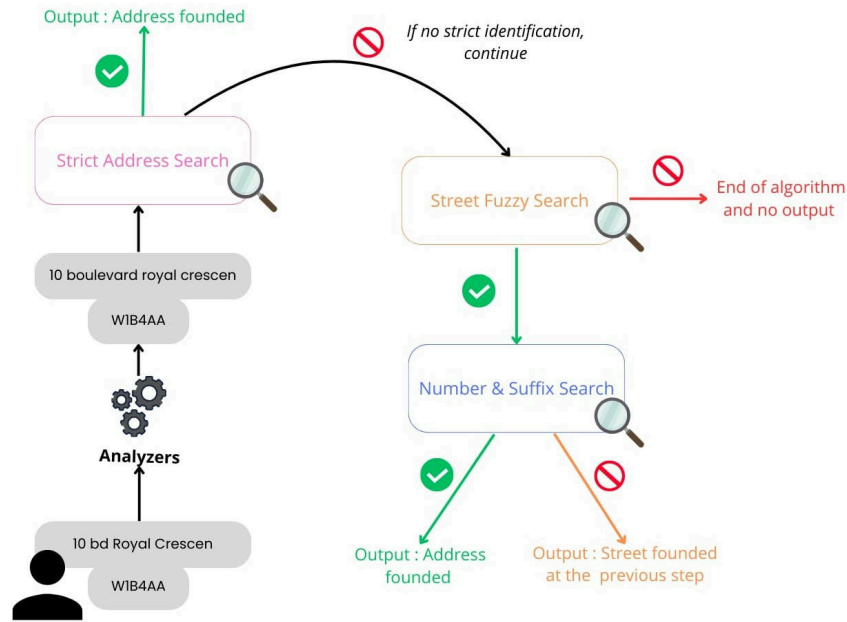 Output : Address founded
If no strict identification,
continue
Strict Address Search
Street Fuzzy Search
End of algorithm
and no output
10 boulevard royal crescen
W1B4AA
Number & Suffix Search
Analyzers
10 bd Royal Crescen
W1B4AA
Output : Address
founded
Output : Street founded
at the previous step